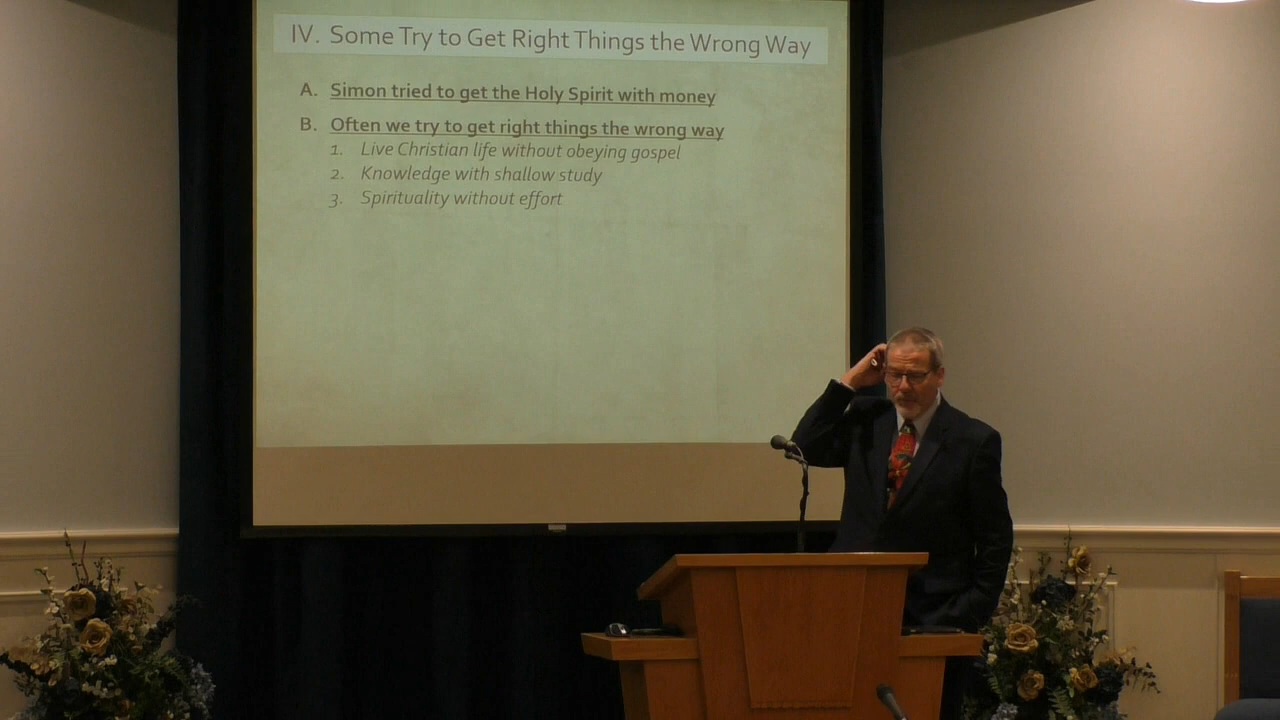 IV. Some Try to Get Right Things the Wrong Way
A. Simon tried to get the Holy Spirit with money
B. Often we try to get right things the wrong way
1. Live Christian life without obeying gospel
2. Knowledge with shallow study
3. Spirituality without effort